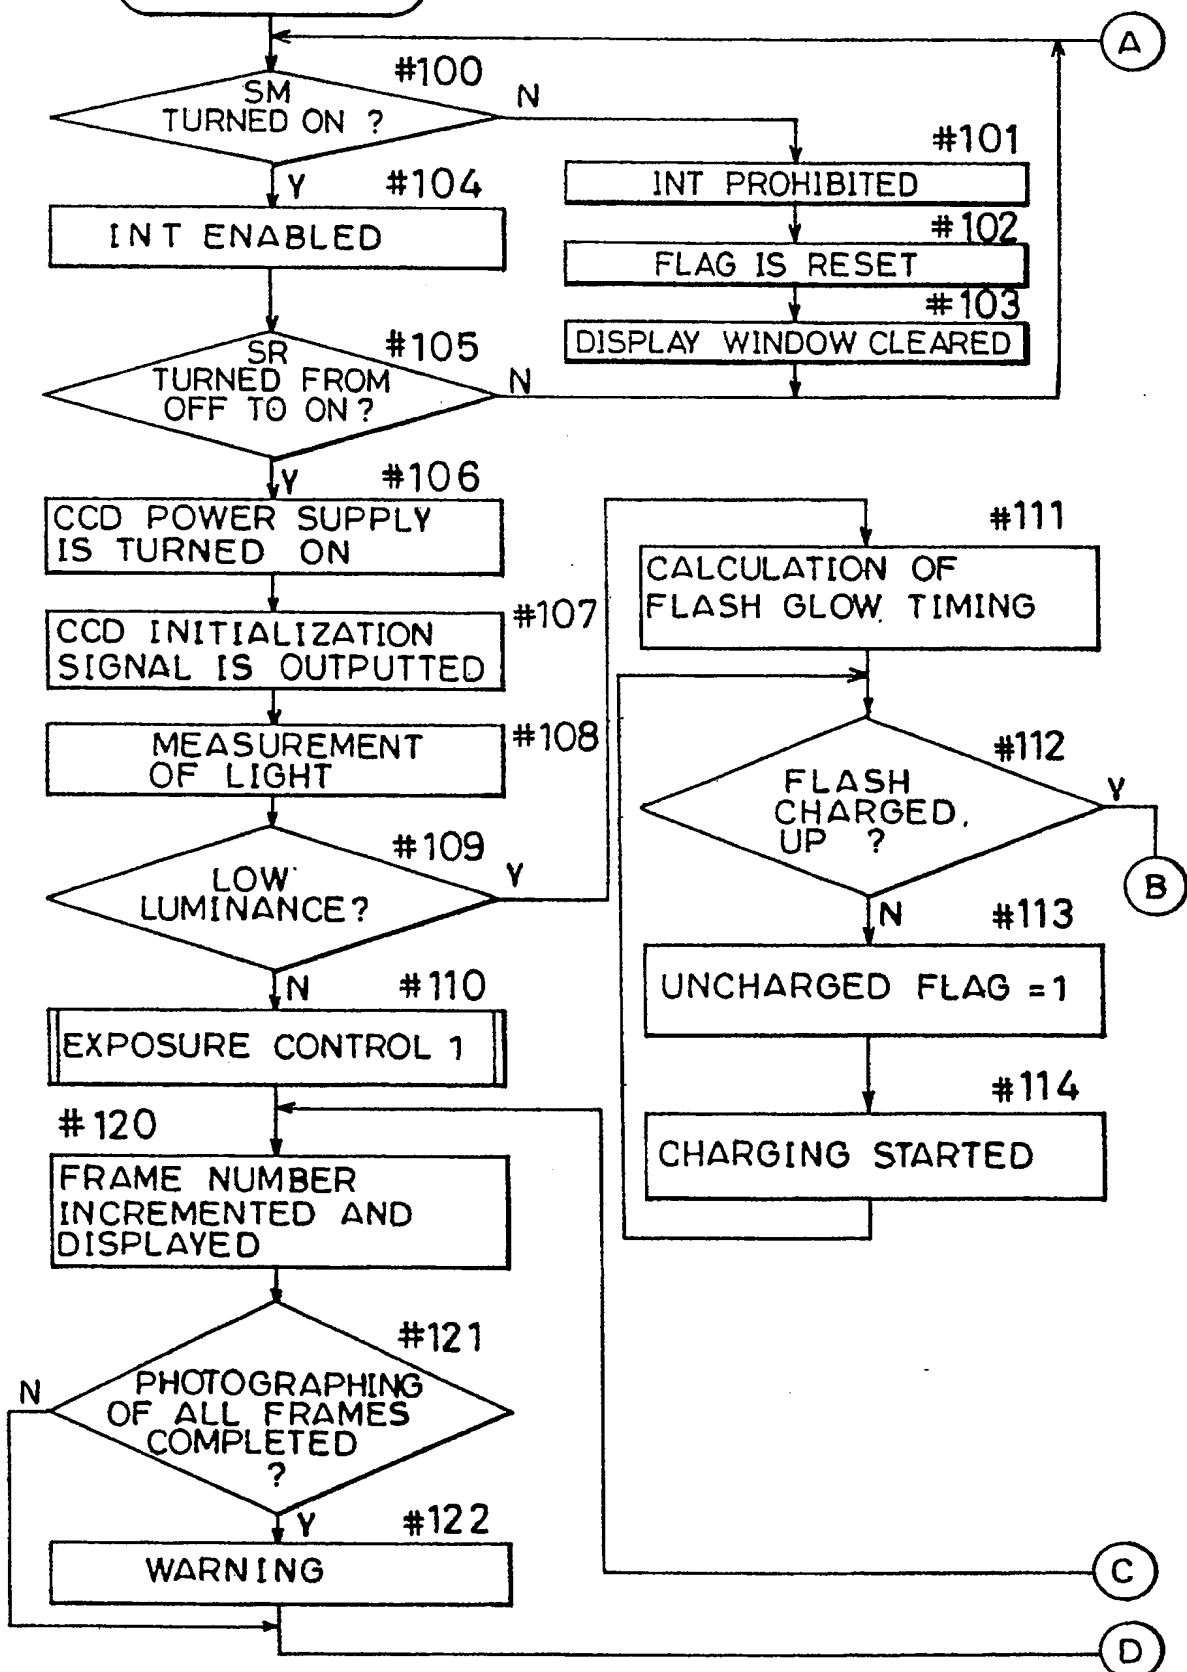 A
#100
SM
TURNED ON ?
N
Y
#101
INT PROHIBITED
#104
INT ENABLED
#102
FLAG IS RESET
#103
DISPLAY WINDOW CLEARED
#105
SR
TURNED FROM
OFF TO ON?
N
Y
#106
CCD POWER SUPPLY
IS TURNED ON
#107
CCD INITIALIZATION
SIGNAL IS OUTPUTTED
#108
MEASUREMENT
OF LIGHT
#109
LOW
LUMINANCE?
Y
N
#110
EXPOSURE CONTROL 1
#111
CALCULATION OF
FLASH GLOW TIMING
#112
FLASH
CHARGED
UP ?
Y
B
N
#113
UNCHARGED FLAG = 1
#114
CHARGING STARTED
#120
FRAME NUMBER
INCREMENTED AND
DISPLAYED
#121
PHOTOGRAPHING
OF ALL FRAMES
COMPLETED
?
N
Y
#122
WARNING
C
D